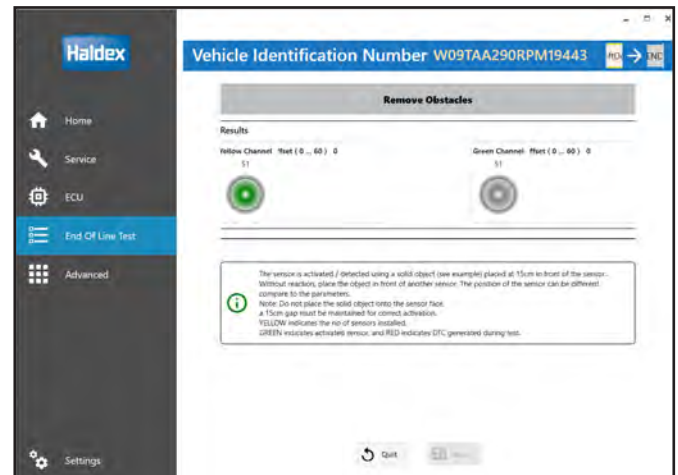 Haldex
Vehicle Identification Number W09TAA290RPM19443
Home
Service
ECU
End Of Line Test
Advanced
Settings
Remove Obstacles
Results
Yellow Channel ffset ( 0 ... 60 ) 0
Green Channel ffset ( 0 ... 60 ) 0
S1
S1
The sensor is activated / detected using a solid object (see example) placed at 15cm in front of the sensor.
Without reaction, place the object in front of another sensor. The position of the sensor can be different
compare to the parameters.
Note: Do not place the solid object onto the sensor face.
a 15cm gap must be maintained for correct activation.
YELLOW indicates the no of sensors installed.
GREEN indicates activated sensor, and RED indicates DTC generated during test.
Quit